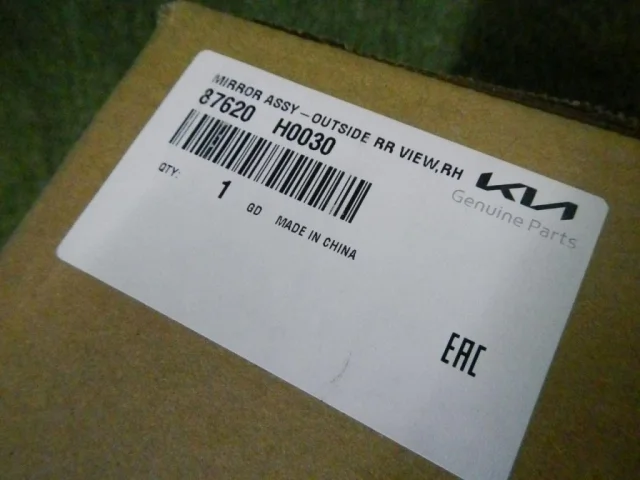 MIRROR ASSY-OUTSIDE RR VIEW,RH
87620 H0030
KIA
Genuine Parts
QTY: 1 GD MADE IN CHINA
EAC